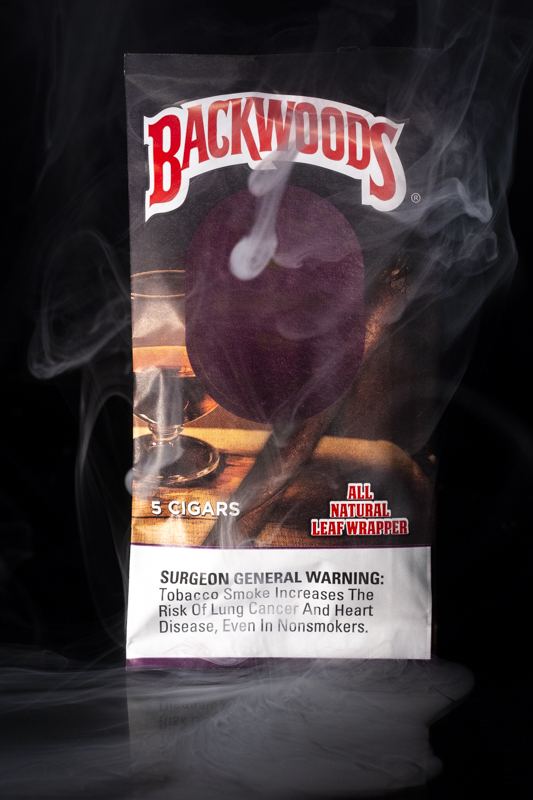 BACKWOODS
®
5 CIGARS
ALL
NATURAL
LEAF WRAPPER
SURGEON GENERAL WARNING:
Tobacco Smoke Increases The
Risk Of Lung Cancer And Heart
Disease, Even In Nonsmokers.